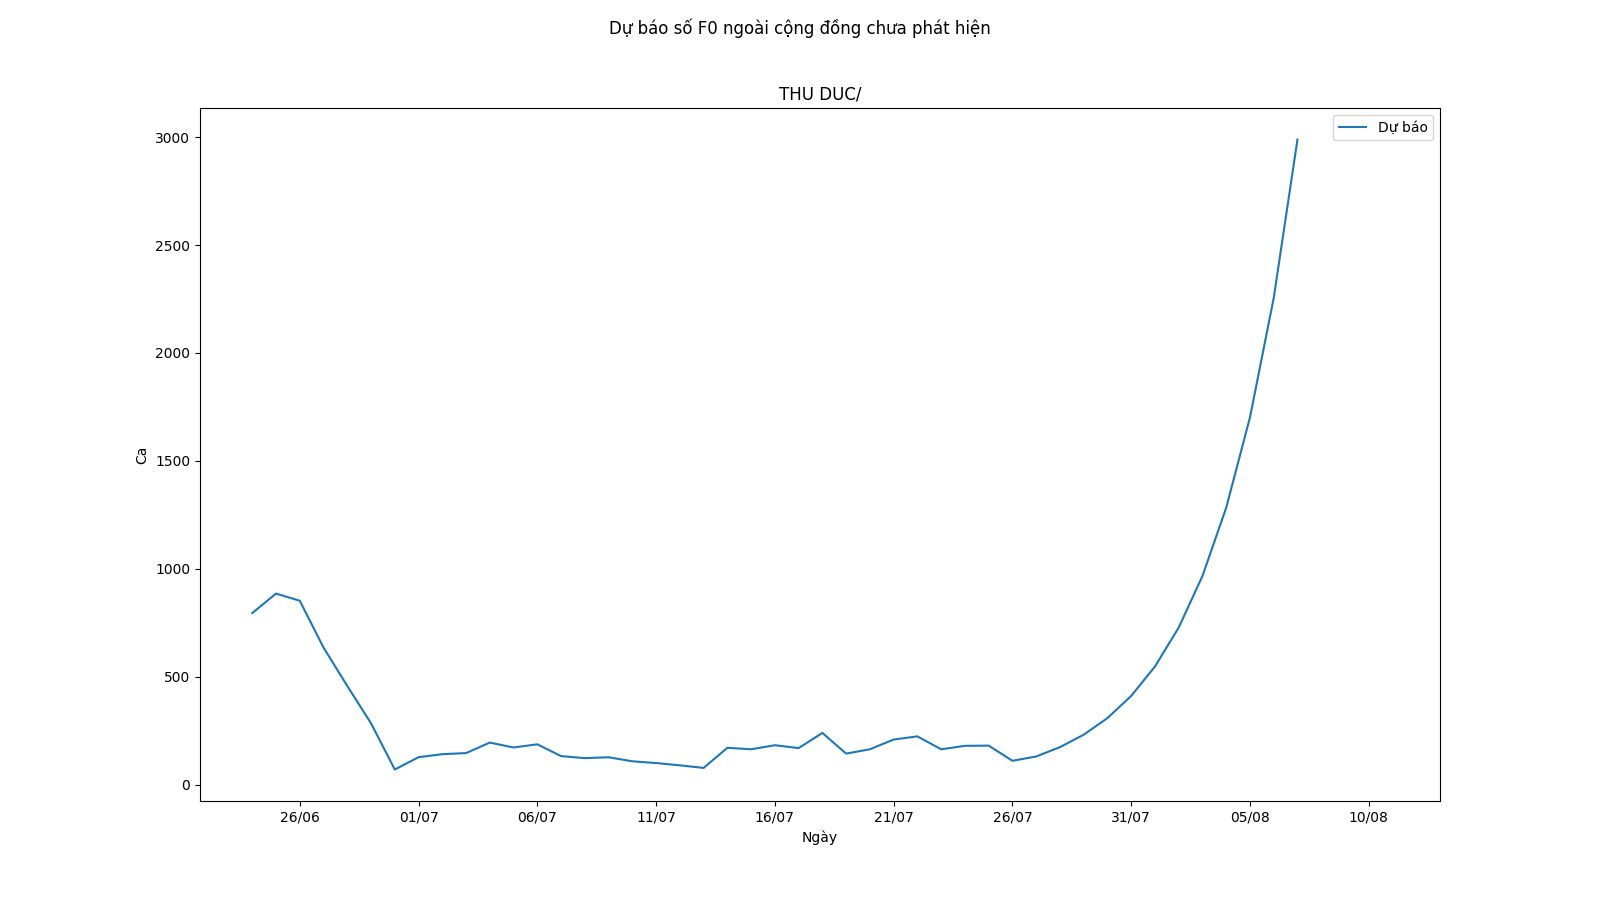 Dự báo số F0 ngoài cộng đồng chưa phát hiện
THU DUC/
Dự báo
3000
2500
2000
1500
1000
500
0
Ca
26/06 01/07 06/07 11/07 16/07 21/07 26/07 31/07 05/08 10/08
Ngày